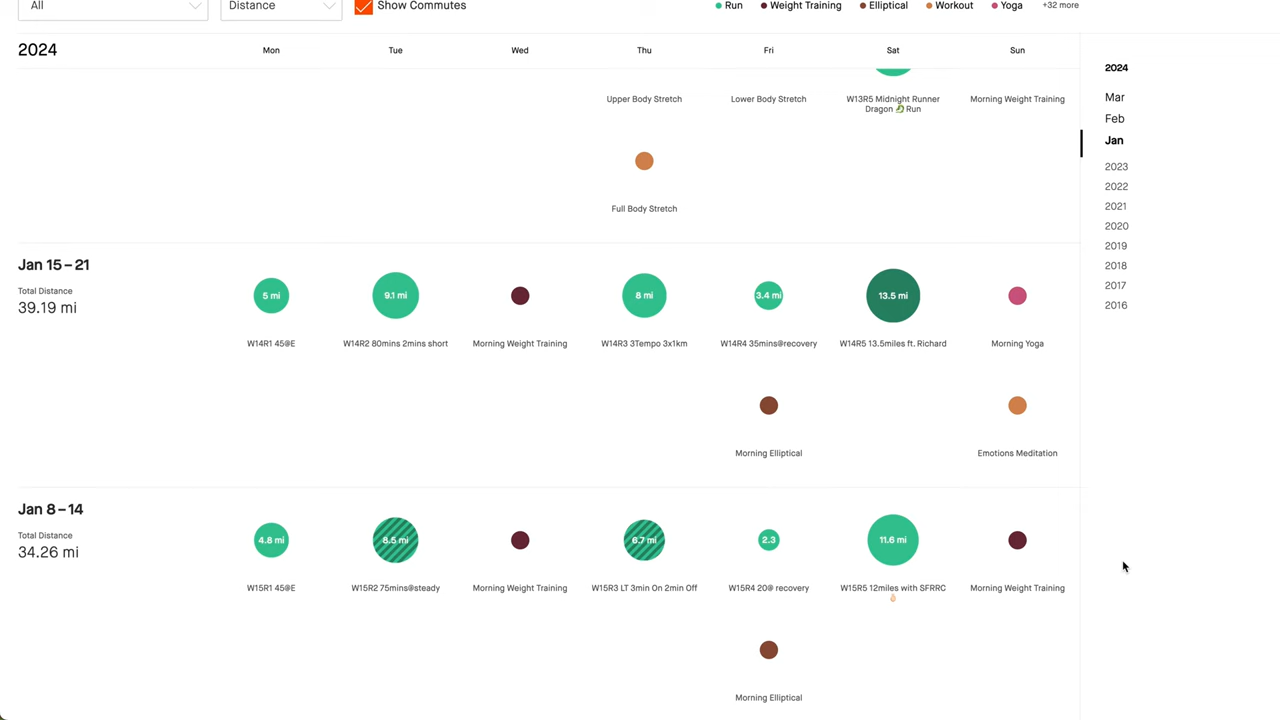 All
Distance
Show Commutes
Run
Weight Training
Elliptical
Workout
Yoga
+32 more
2024
Mon
Tue
Wed
Thu
Fri
Sat
Sun
Upper Body Stretch
Lower Body Stretch
W13R5 Midnight Runner
Dragon 🐉 Run
Morning Weight Training
Full Body Stretch
Jan 15 – 21
Total Distance
39.19 mi
5 mi
9.1 mi
8 mi
3.4 mi
13.5 mi
W14R1 45@E
W14R2 80mins 2mins short
Morning Weight Training
W14R3 3Tempo 3x1km
W14R4 35mins@recovery
W14R5 13.5miles ft. Richard
Morning Yoga
Morning Elliptical
Emotions Meditation
Jan 8 – 14
Total Distance
34.26 mi
4.8 mi
8.5 mi
6.7 mi
2.3
11.6 mi
W15R1 45@E
W15R2 75mins@steady
Morning Weight Training
W15R3 LT 3min On 2min Off
W15R4 20@ recovery
W15R5 12miles with SFRRC
Morning Weight Training
Morning Elliptical
2024
Mar
Feb
Jan
2023
2022
2021
2020
2019
2018
2017
2016